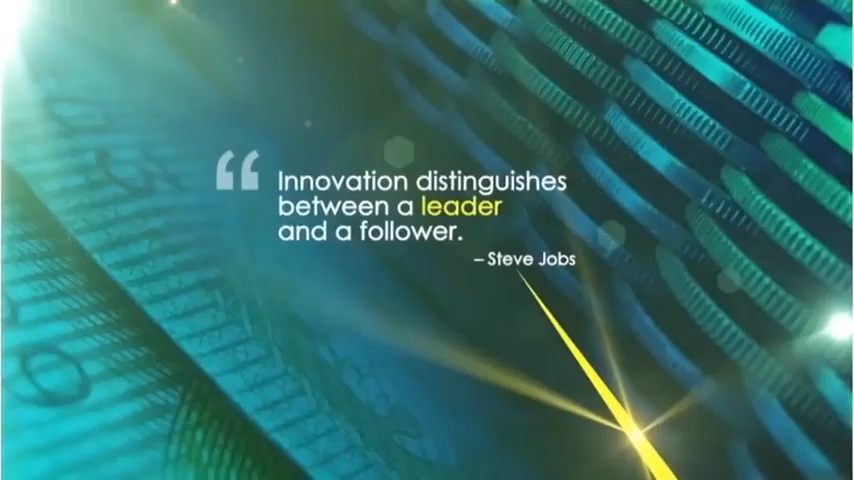 “ Innovation distinguishes
between a leader
and a follower.
– Steve Jobs